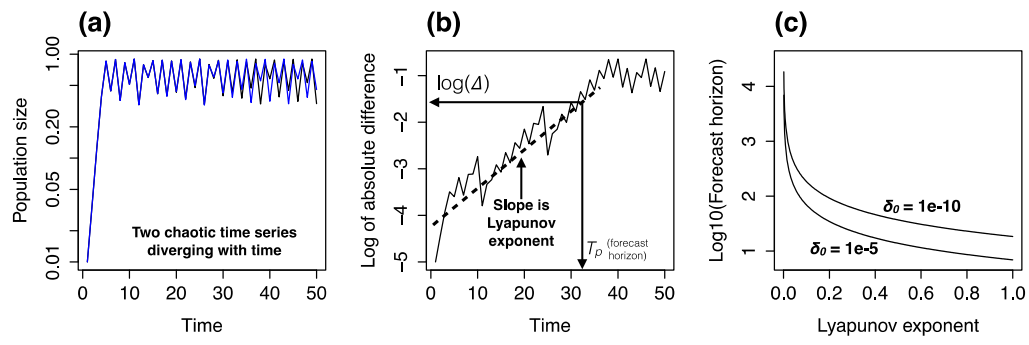 (a)
1.00
0.20
0.05
0.01
Population size
Two chaotic time series
diverging with time
0 10 20 30 40 50
Time
(b)
-1
-2
-3
-4
-5
Log of absolute difference
log(Δ)
Slope is
Lyapunov
exponent
Tp (forecast
horizon)
0 10 20 30 40 50
Time
(c)
4
3
2
1
Log10(Forecast horizon)
δ0 = 1e-10
δ0 = 1e-5
0.0 0.2 0.4 0.6 0.8 1.0
Lyapunov exponent